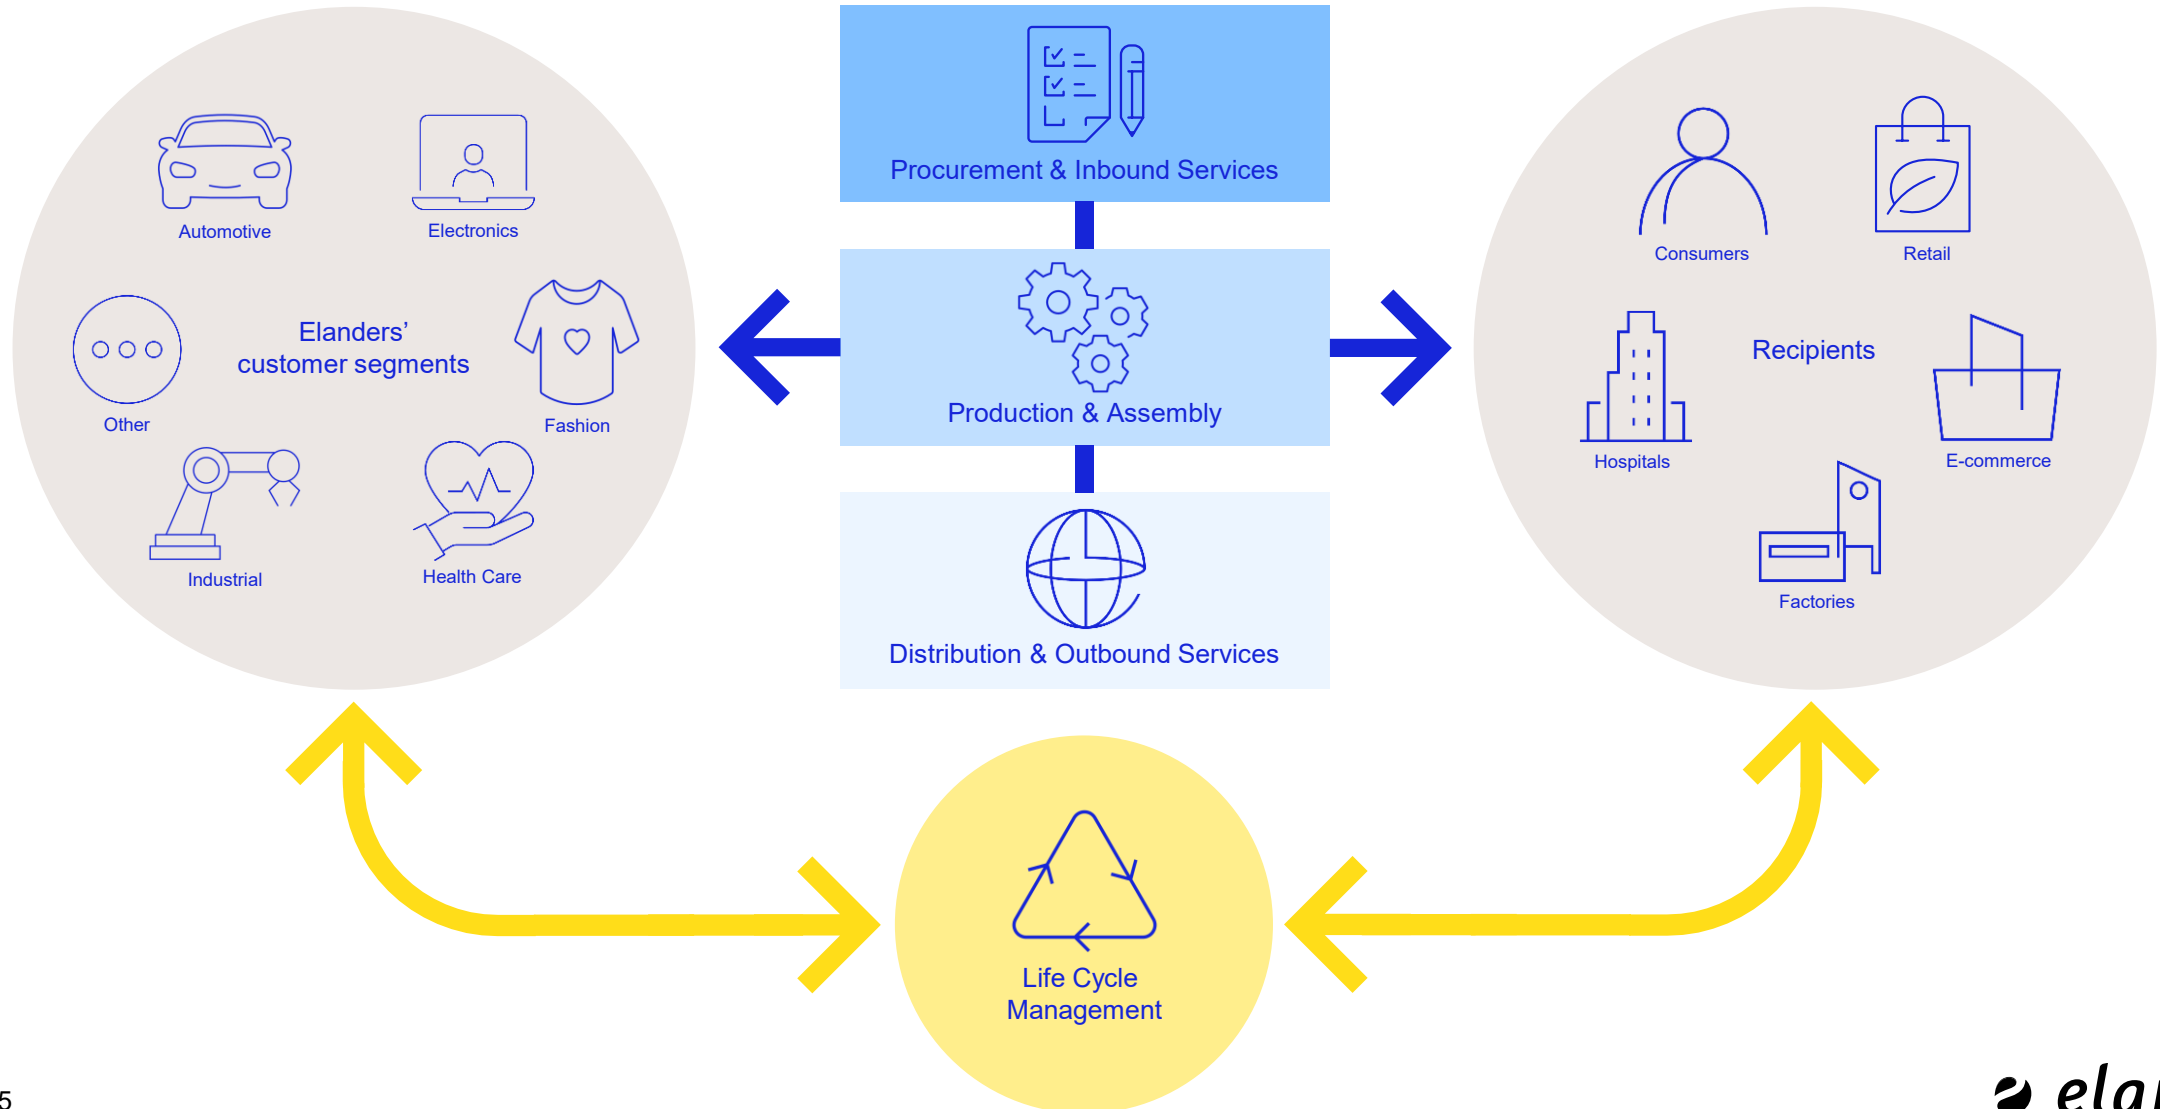 Automotive
Electronics
Elanders’
customer segments
Other
Fashion
Industrial
Health Care
Procurement & Inbound Services
Production & Assembly
Distribution & Outbound Services
Consumers
Retail
Hospitals
Recipients
E-commerce
Factories
Life Cycle
Management
5